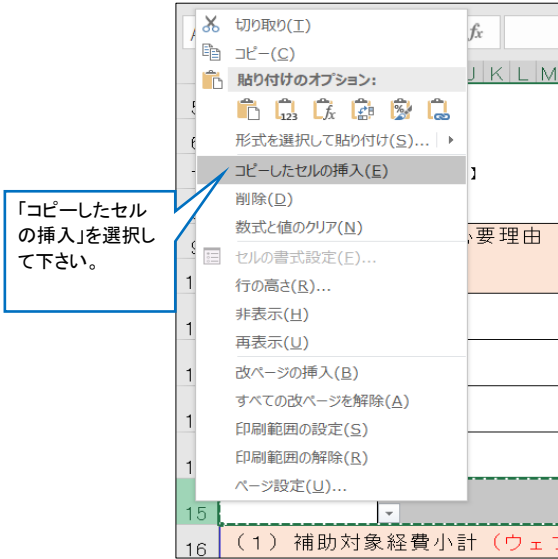 切り取り(T)
コピー(C)
貼り付けのオプション:
123
fx
形式を選択して貼り付け(S)...
コピーしたセルの挿入(E)
削除(D)
数式と値のクリア(N)
セルの書式設定(F)...
行の高さ(R)...
非表示(H)
再表示(U)
改ページの挿入(B)
すべての改ページを解除(A)
印刷範囲の設定(S)
印刷範囲の解除(R)
ページ設定(U)...
「コピーしたセル
の挿入」を選択し
て下さい。
fx
J K L M
】
要理由
15
16 (1)補助対象経費小計(ウェ